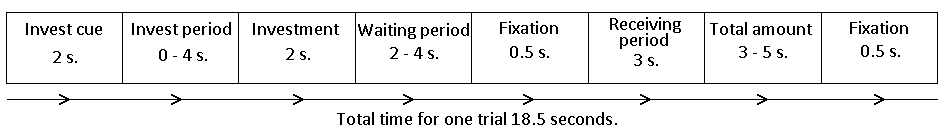 Invest cue
2 s.
Invest period
0 - 4 s.
Investment
2 s.
Waiting period
2 - 4 s.
Fixation
0.5 s.
Receiving
period
3 s.
Total amount
3 - 5 s.
Fixation
0.5 s.
Total time for one trial 18.5 seconds.